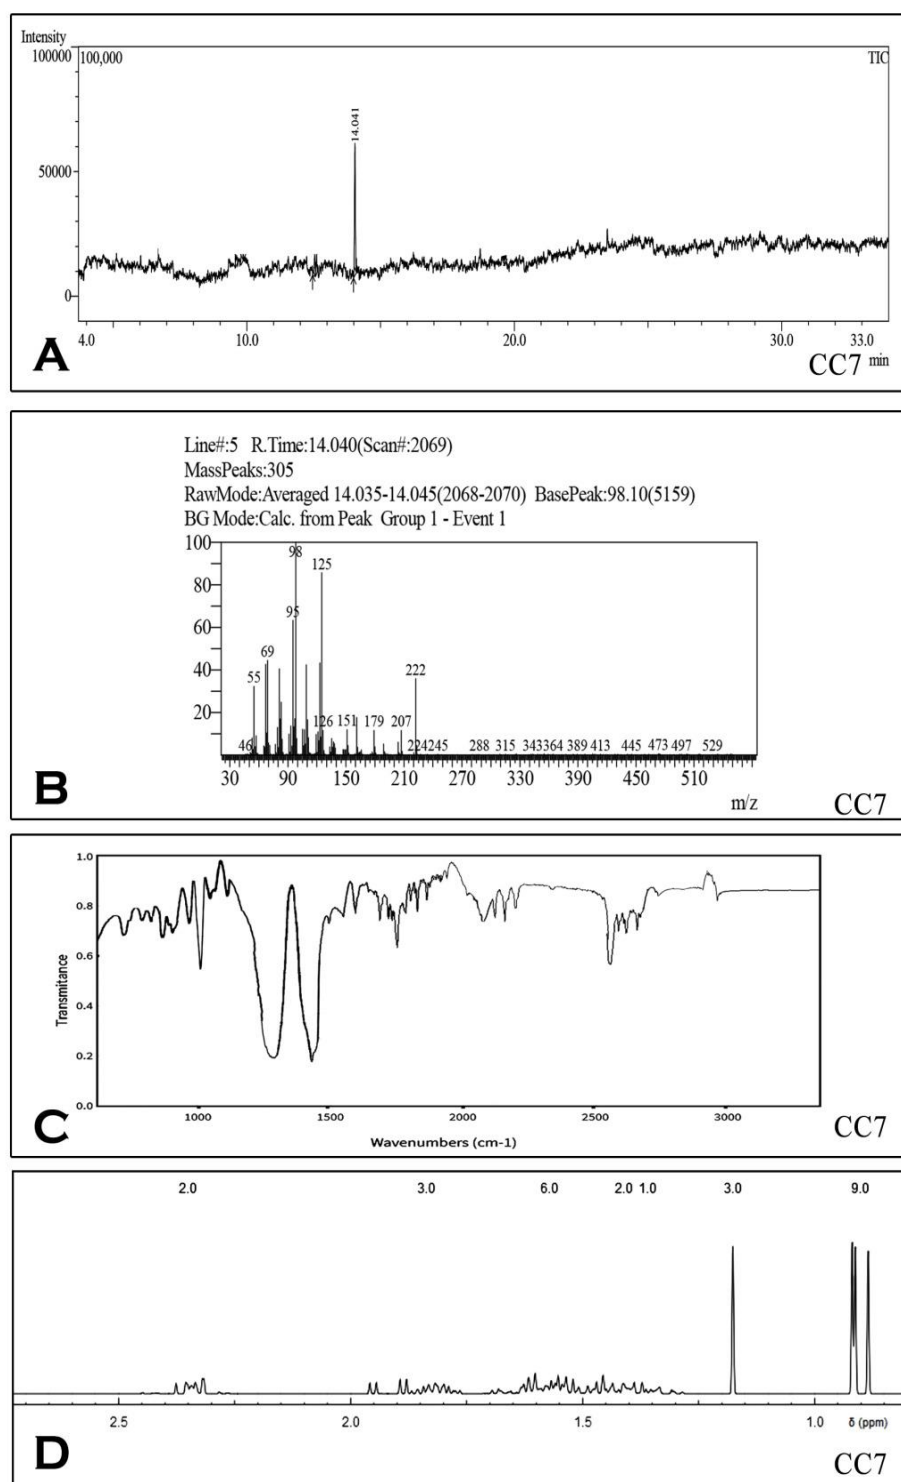 Intensity
100000 100,000 TIC
14.041
50000
0
4.0 10.0 20.0 30.0 33.0
min
A CC7
Line#:5 R.Time:14.040(Scan#:2069)
MassPeaks:305
RawMode:Averaged 14.035-14.045(2068-2070) BasePeak:98.10(5159)
BG Mode:Calc. from Peak Group 1 - Event 1
100
98
125
80
95
60
69
40
55 222
20
46 126 151 179 207 224 245 288 315 343 364 389 413 445 473 497 529
30 90 150 210 270 330 390 450 510
m/z
B CC7
1.0
0.8
0.6
0.4
0.2
0.0
Transmitance
1000 1500 2000 2500 3000
Wavenumbers (cm-1)
C CC7
2.0 3.0 6.0 2.0 1.0 3.0 9.0
2.5 2.0 1.5 1.0 δ (ppm)
D CC7